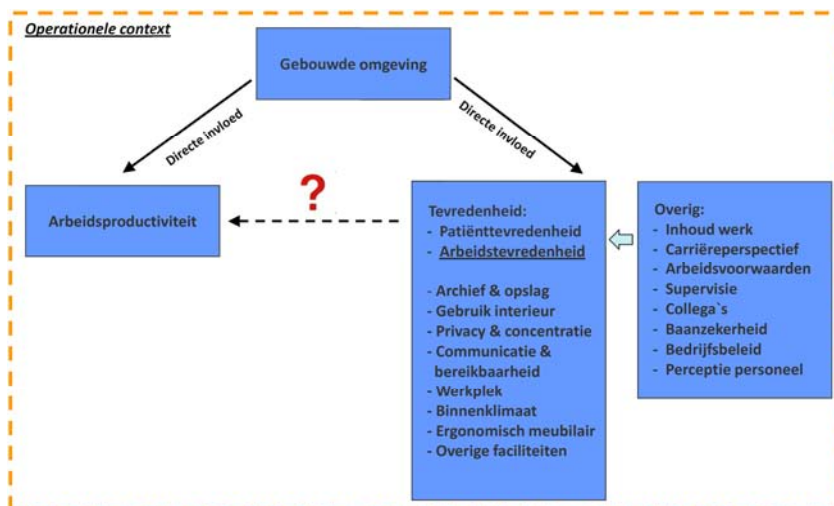 Operationele context
Gebouwde omgeving
Directe invloed
Directe invloed
?
Arbeidsproductiviteit
Tevredenheid:
- Patiënttevredenheid
- Arbeidstevredenheid
- Archief & opslag
- Gebruik interieur
- Privacy & concentratie
- Communicatie &
bereikbaarheid
- Werkplek
- Binnenklimaat
- Ergonomisch meubilair
- Overige faciliteiten
Overig:
- Inhoud werk
- Carrièreperspectief
- Arbeidsvoorwaarden
- Supervisie
- Collega`s
- Baanzekerheid
- Bedrijfsbeleid
- Perceptie personeel